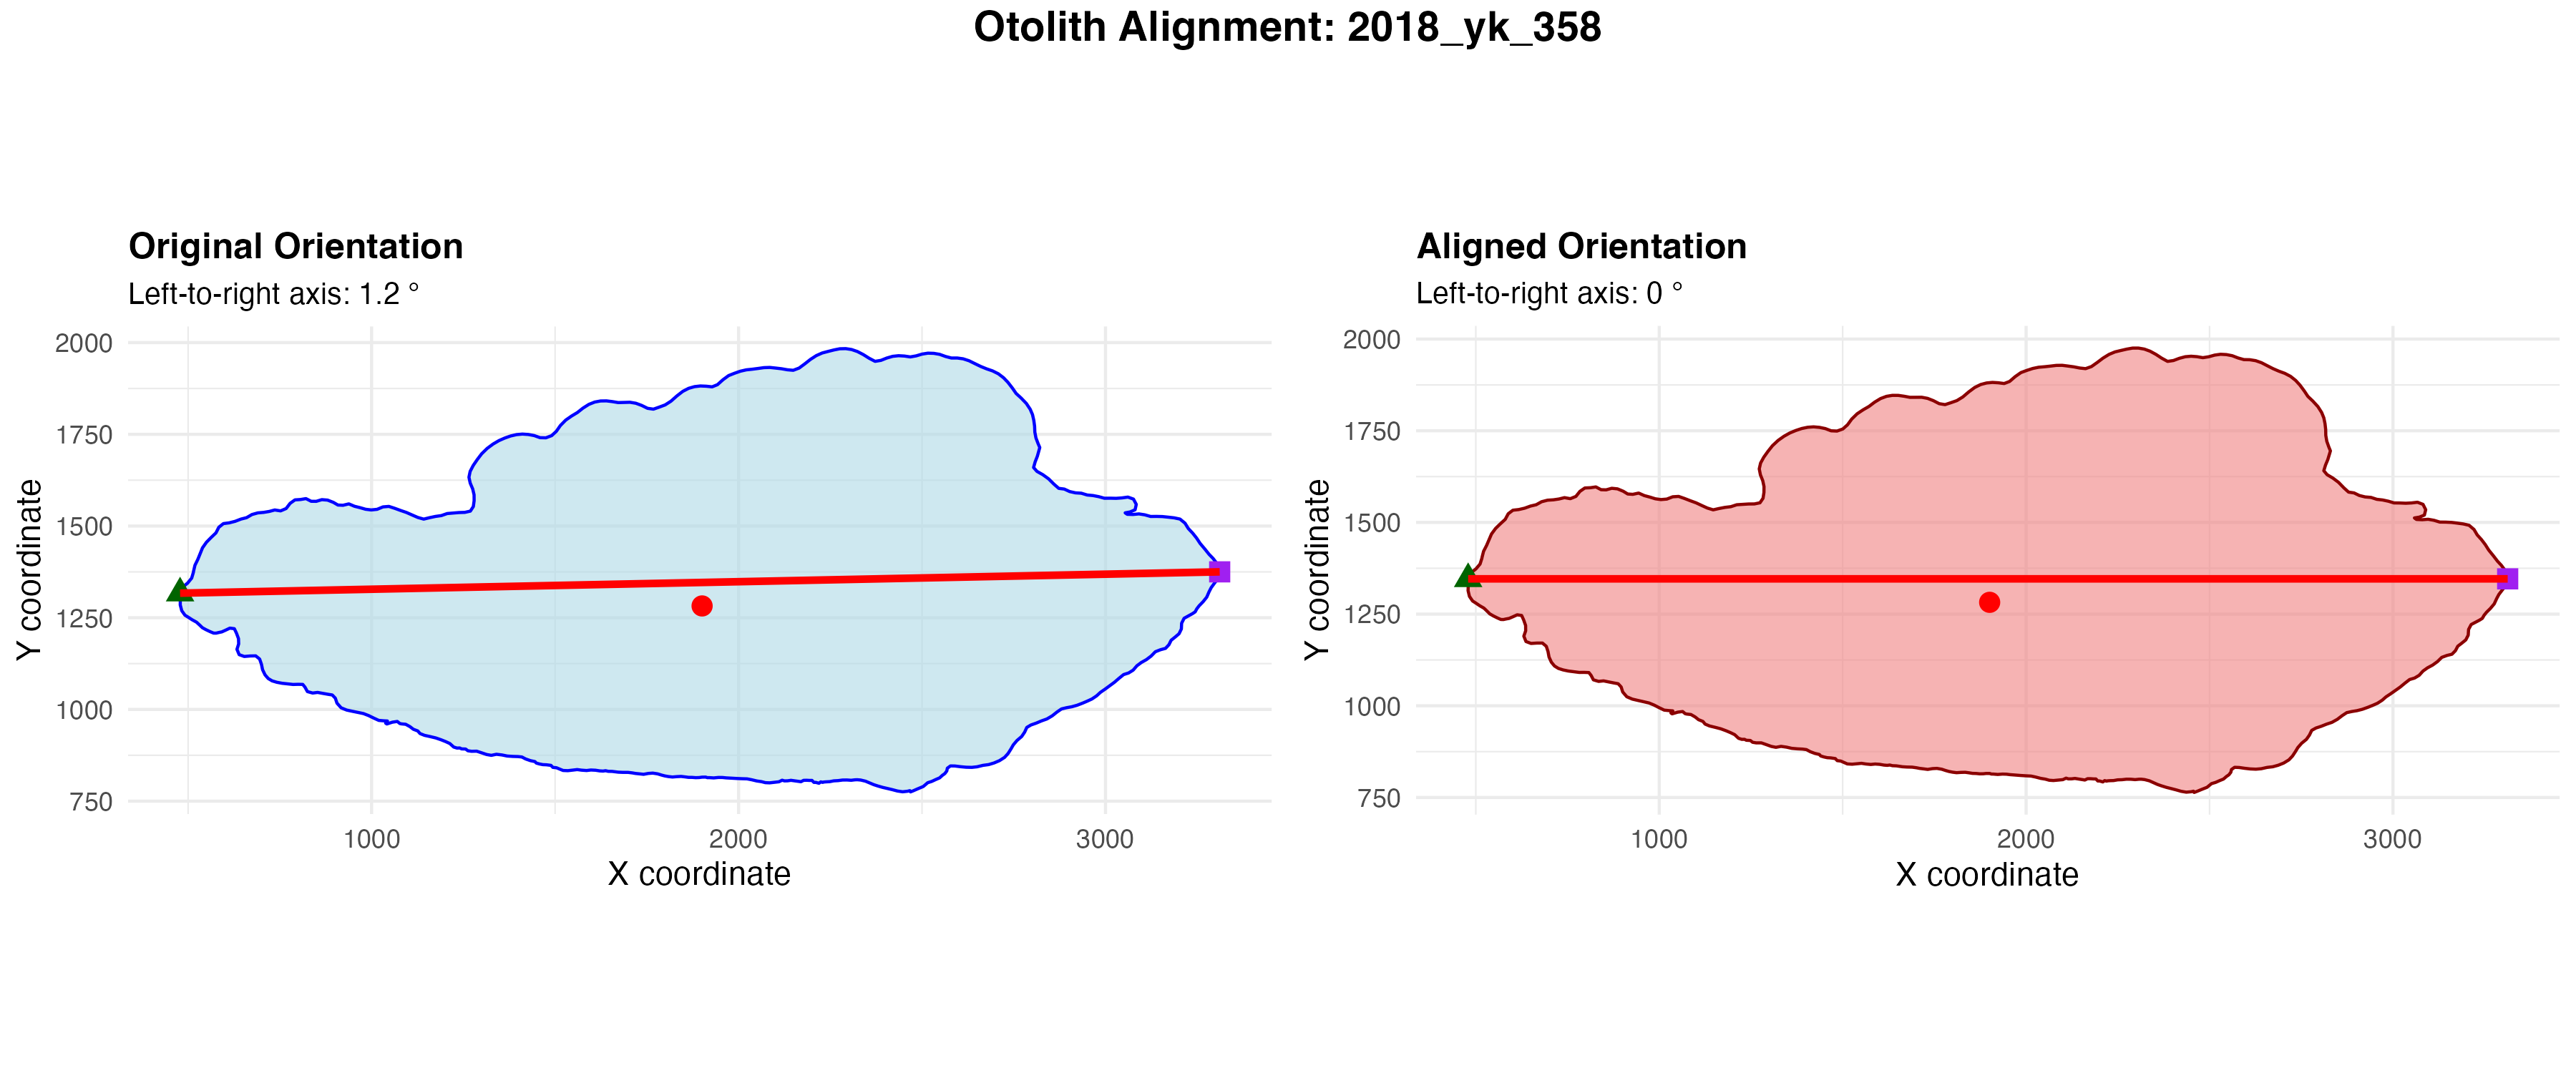 Otolith Alignment: 2018_yk_358
Original Orientation
Left-to-right axis: 1.2 °
2000
1750
1500
1250
1000
750
Y coordinate
1000 2000 3000
X coordinate
Aligned Orientation
Left-to-right axis: 0 °
2000
1750
1500
1250
1000
750
Y coordinate
1000 2000 3000
X coordinate